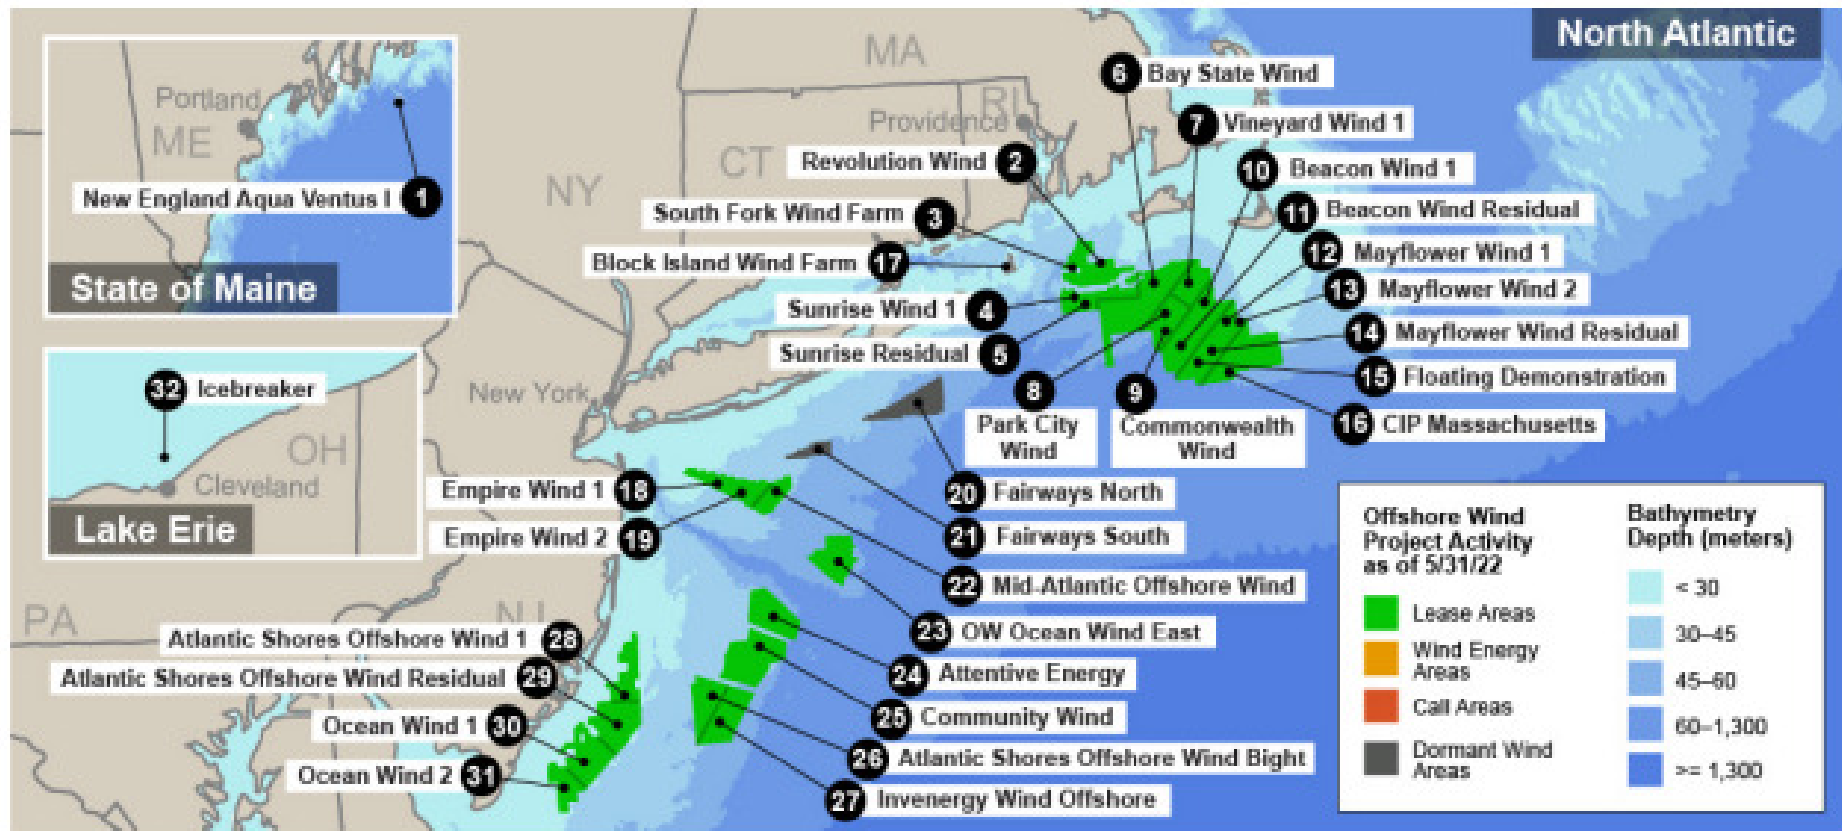 North Atlantic
MA
RI
Providence
CT
NY
New York
NJ
PA
Portland
ME
New England Aqua Ventus I 1
State of Maine
32 Icebreaker
OH
Cleveland
Lake Erie
6 Bay State Wind
7 Vineyard Wind 1
Revolution Wind 2
10 Beacon Wind 1
South Fork Wind Farm 3
11 Beacon Wind Residual
12 Mayflower Wind 1
Block Island Wind Farm 17
13 Mayflower Wind 2
Sunrise Wind 1 4
14 Mayflower Wind Residual
Sunrise Residual 5
15 Floating Demonstration
8
Park City
Wind
9
Commonwealth
Wind
16 CIP Massachusetts
Empire Wind 1 18
20 Fairways North
Empire Wind 2 19
21 Fairways South
22 Mid-Atlantic Offshore Wind
23 OW Ocean Wind East
Atlantic Shores Offshore Wind 1 28
24 Attentive Energy
Atlantic Shores Offshore Wind Residual 29
25 Community Wind
Ocean Wind 1 30
26 Atlantic Shores Offshore Wind Bight
Ocean Wind 2 31
27 Invenergy Wind Offshore
Offshore Wind
Project Activity
as of 5/31/22
Lease Areas
Wind Energy
Areas
Call Areas
Dormant Wind
Areas
Bathymetry
Depth (meters)
< 30
30–45
45–60
60–1,300
>= 1,300